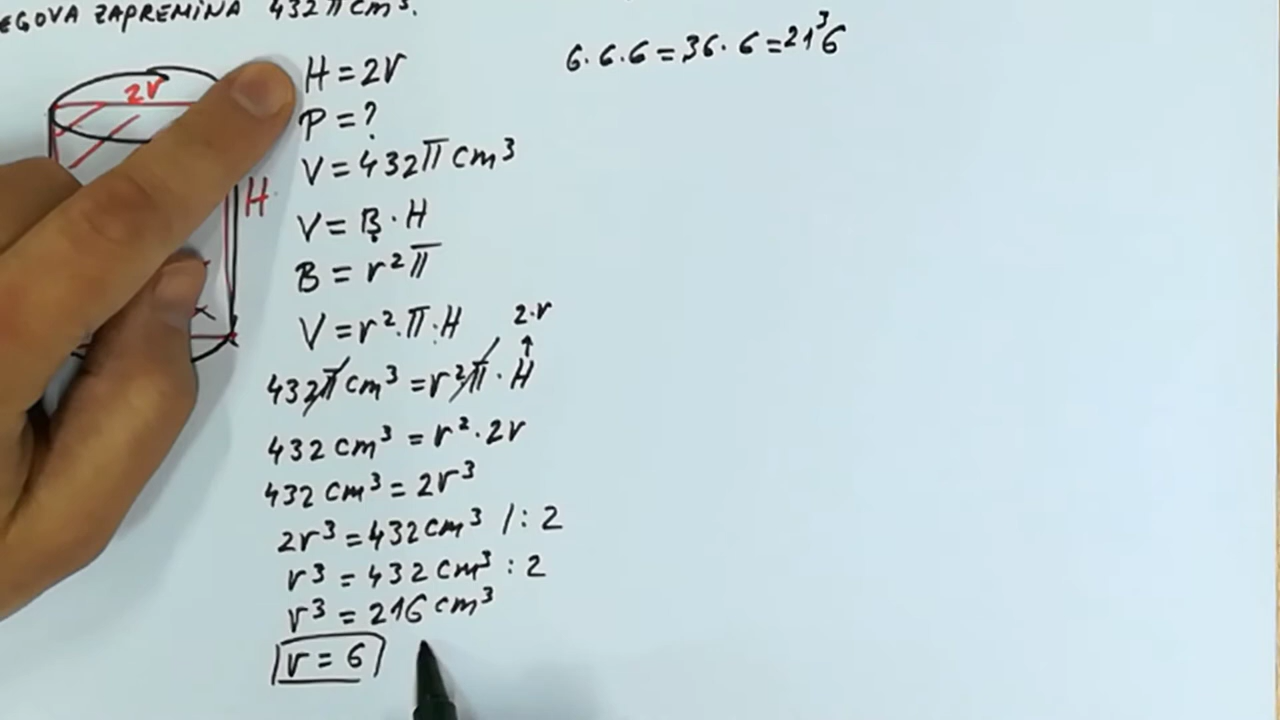 ZAPREMINA 432π cm³.
6·6·6=36·6=216
3
2r
H
H=2r
P=?
V=432π cm³
V=B·H
B=r²π
V=r²·π·H
2·r
432π cm³=r²π·H
432 cm³=r²·2r
432 cm³=2r³
2r³=432 cm³ /:2
r³=432 cm³:2
r³=216 cm³
r=6